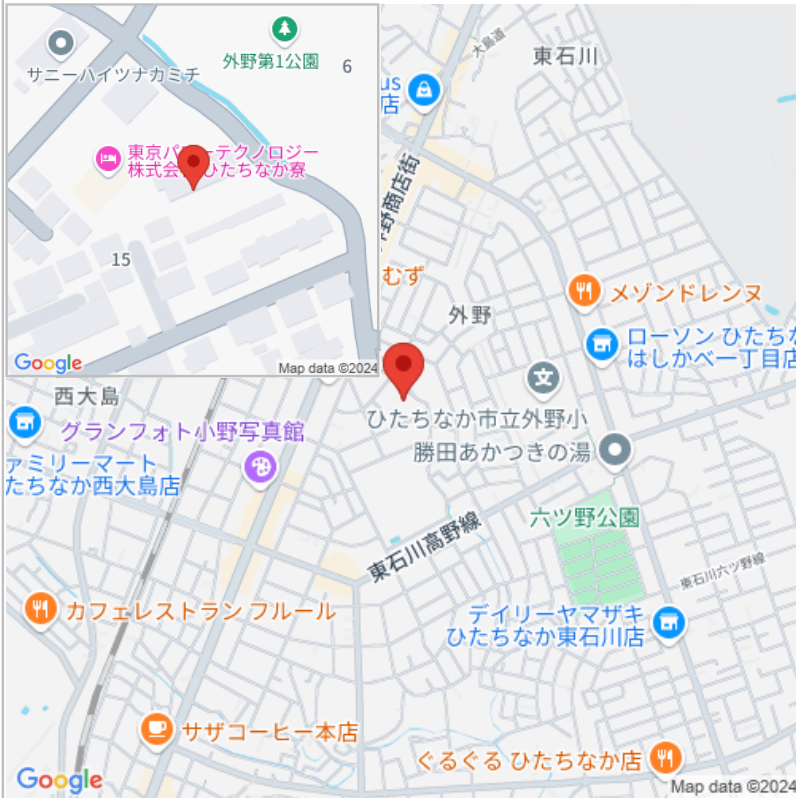 サニーハイツナカミチ
外野第1公園
6
東京パ
ーテクノロジー
株式会
ひたちなか寮
15
Google
Map data ©2024
大島道
東石川
us
店
野商店街
むず
外野
メゾンドレンヌ
ローソン ひたちな
はしかべ一丁目店
西大島
グランフォト小野写真館
ひたちなか市立外野小
勝田あかつきの湯
ァミリーマート
たちなか西大島店
六ツ野公園
東石川高野線
東石川六ツ野線
カフェレストラン フルール
デイリーヤマザキ
ひたちなか東石川店
サザコーヒー本店
ぐるぐる ひたちなか店
Google
Map data ©2024